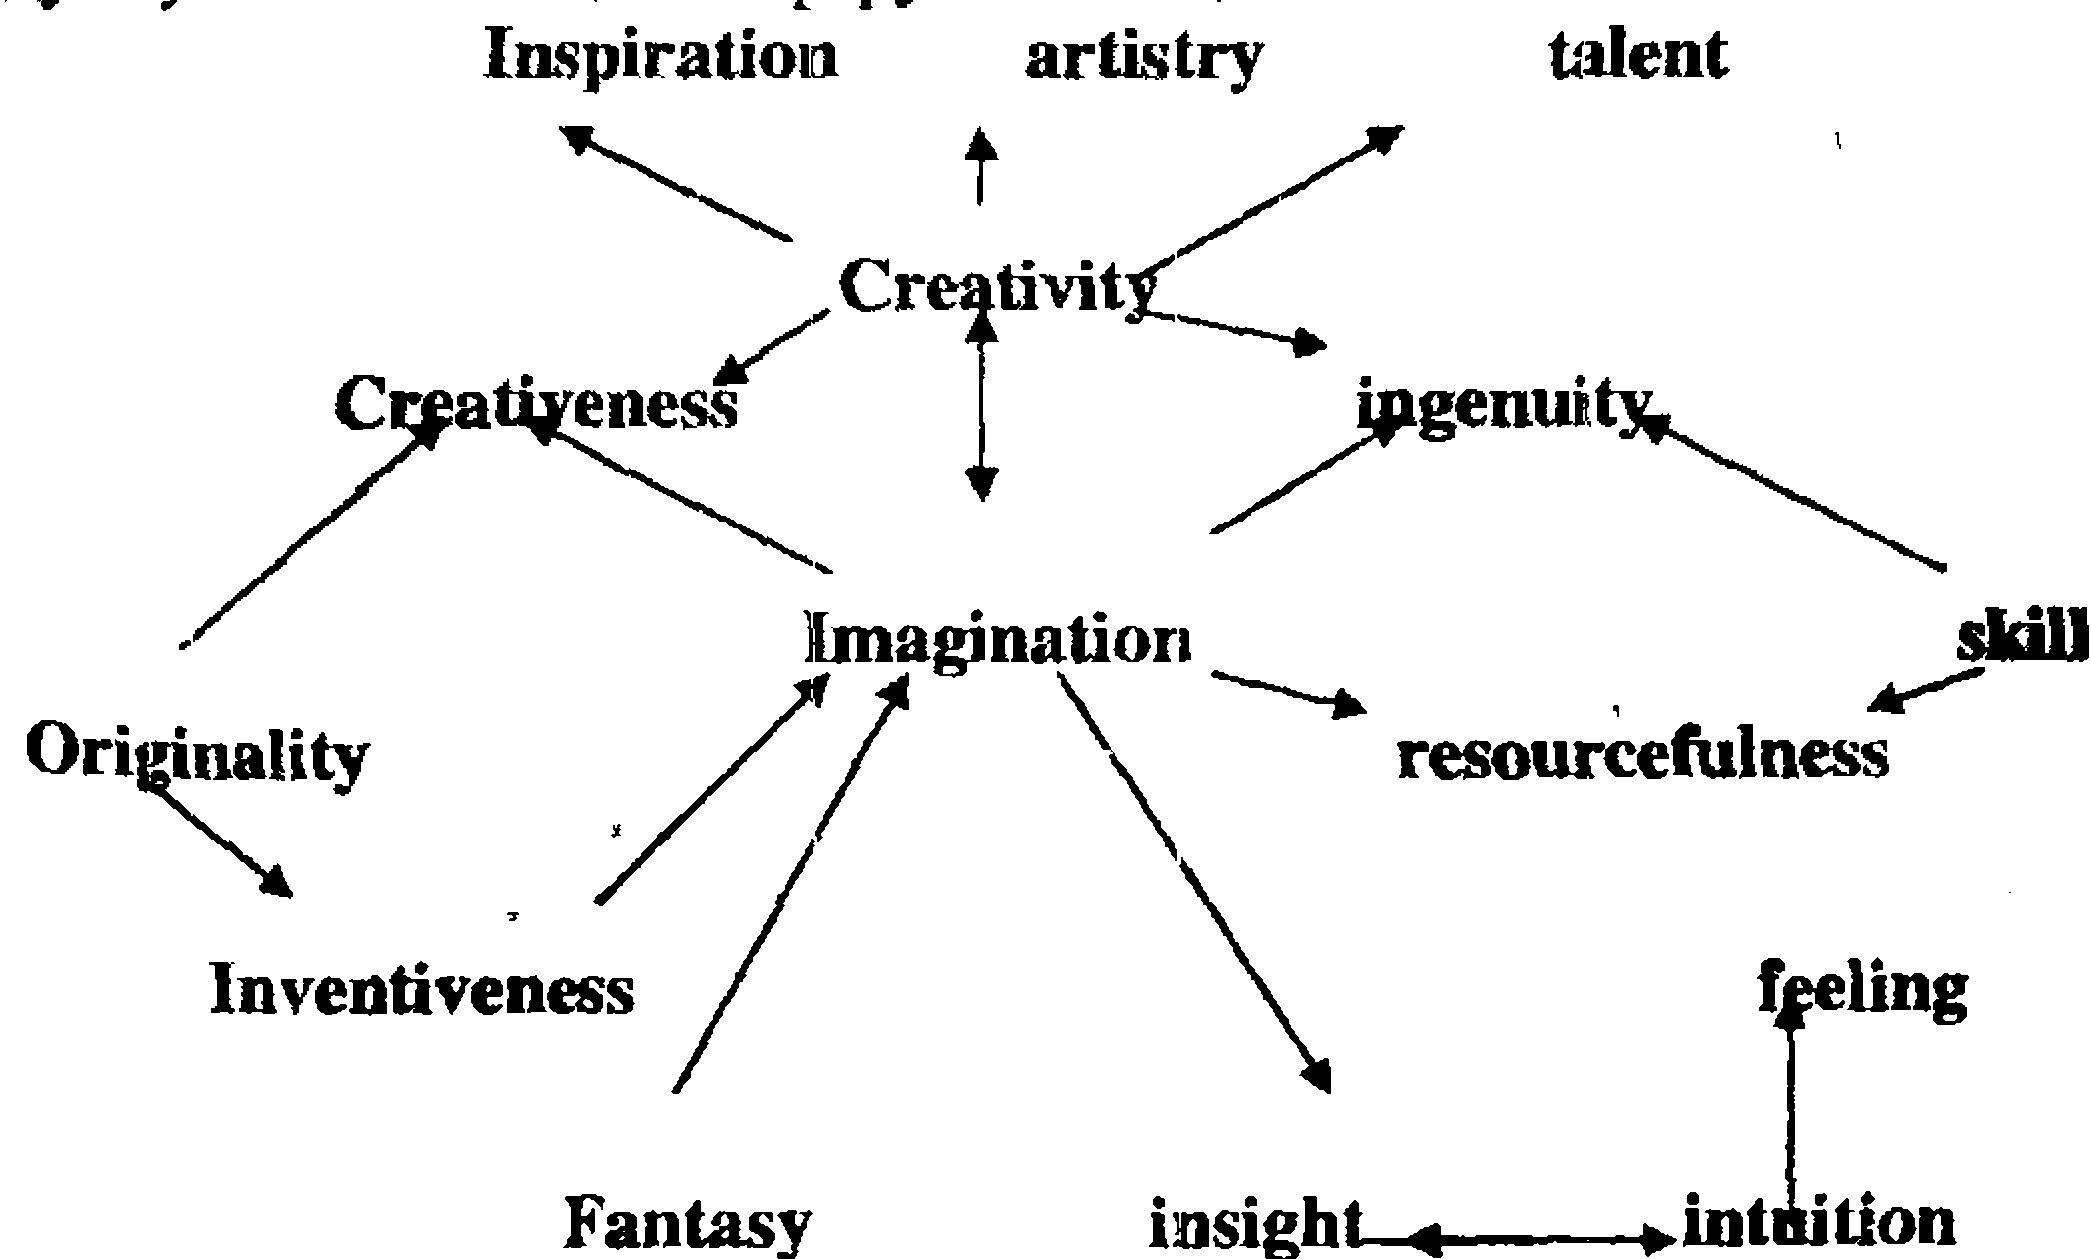 Inspiration artistry talent
Creativity
Creativeness ingenuity
Imagination skill
Originality resourcefulness
Inventiveness feeling
Fantasy insight intuition